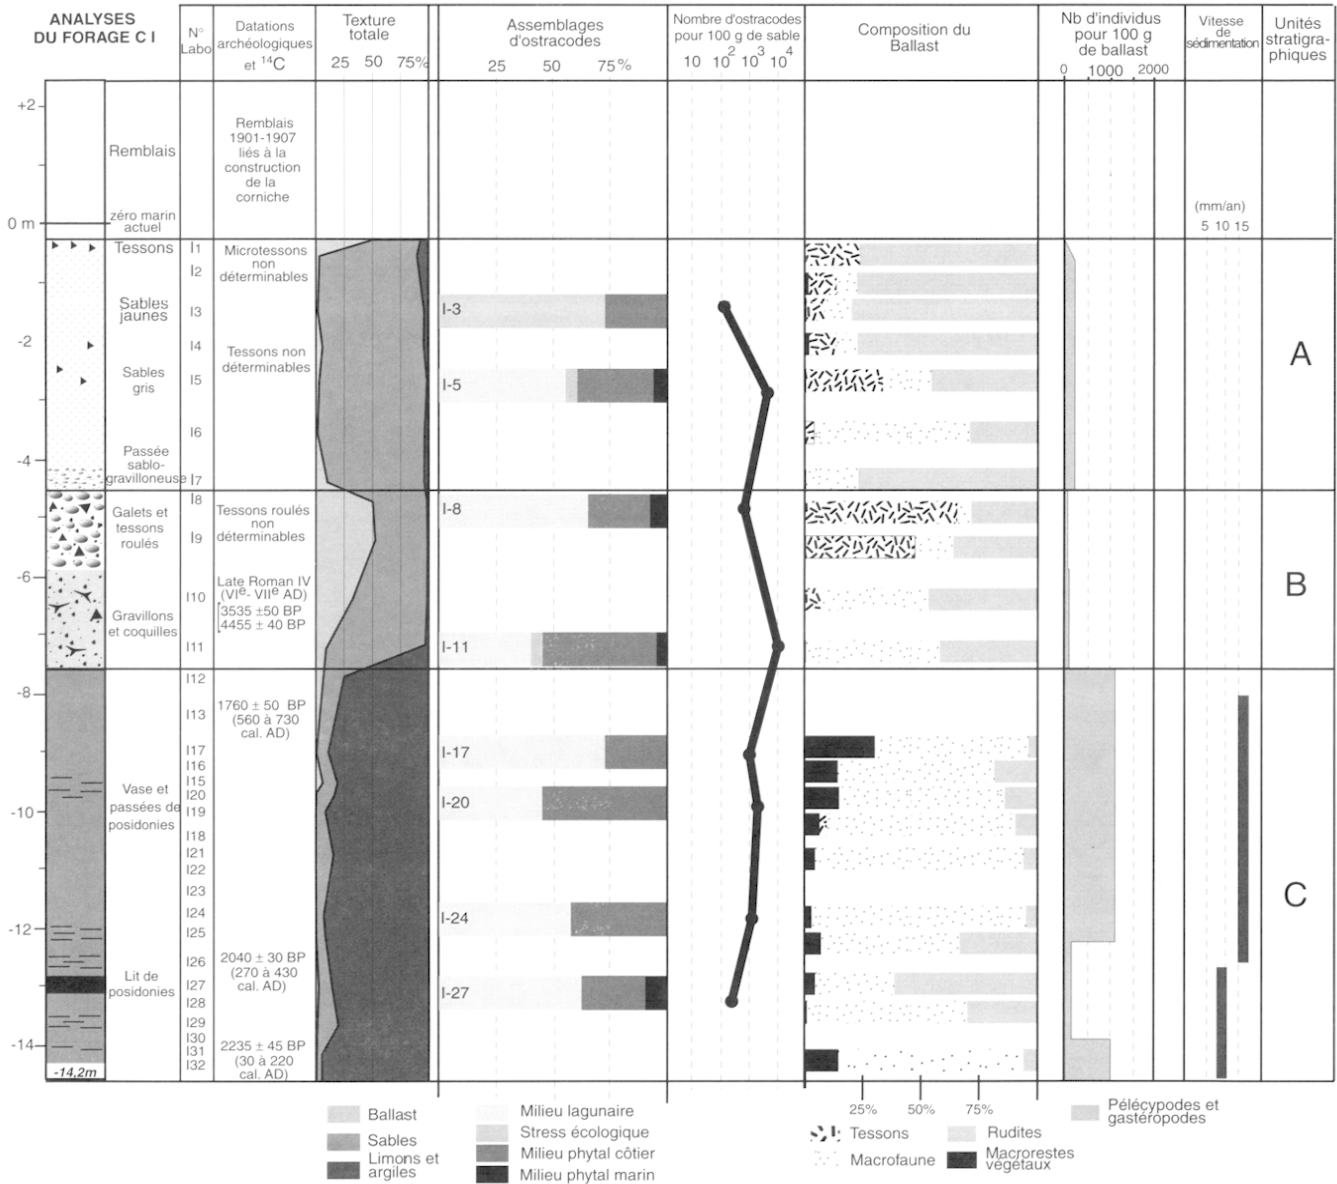 ANALYSES
DU FORAGE C I
N°
Labo
Datations
archéologiques
et ¹⁴C
Texture
totale
25 50 75%
Assemblages
d'ostracodes
25 50 75%
Nombre d'ostracodes
pour 100 g de sable
10 10² 10³ 10⁴
Composition du
Ballast
Nb d'individus
pour 100 g
de ballast
0 1000 2000
Vitesse
de
sédimentation
Unités
stratigra-
phiques
+2
0 m
-2
-4
-6
-8
-10
-12
-14
-14,2m
Remblais
zéro marin
actuel
Tessons
Sables
jaunes
Sables
gris
Passée
sablo-
gravilloneuse
Galets et
tessons
roulés
Gravillons
et coquilles
Vase et
passées de
posidonies
Lit de
posidonies
I1
I2
I3
I4
I5
I6
I7
I8
I9
I10
I11
I12
I13
I17
I16
I15
I20
I19
I18
I21
I22
I23
I24
I25
I26
I27
I28
I29
I30
I31
I32
Remblais
1901-1907
liés à la
construction
de la
corniche
Microtessons
non
déterminables
Tessons non
déterminables
Tessons roulés
non
déterminables
Late Roman IV
(VIe- VIIe AD)
3535 ±50 BP
4455 ± 40 BP
1760 ± 50 BP
(560 à 730
cal. AD)
2040 ± 30 BP
(270 à 430
cal. AD)
2235 ± 45 BP
(30 à 220
cal. AD)
I-3
I-5
I-8
I-11
I-17
I-20
I-24
I-27
(mm/an)
5 10 15
A
B
C
Ballast
Sables
Limons et
argiles
Milieu lagunaire
Stress écologique
Milieu phytal côtier
Milieu phytal marin
25% 50% 75%
Tessons
Macrofaune
Rudites
Macrorestes
végétaux
Pélécypodes et
gastéropodes